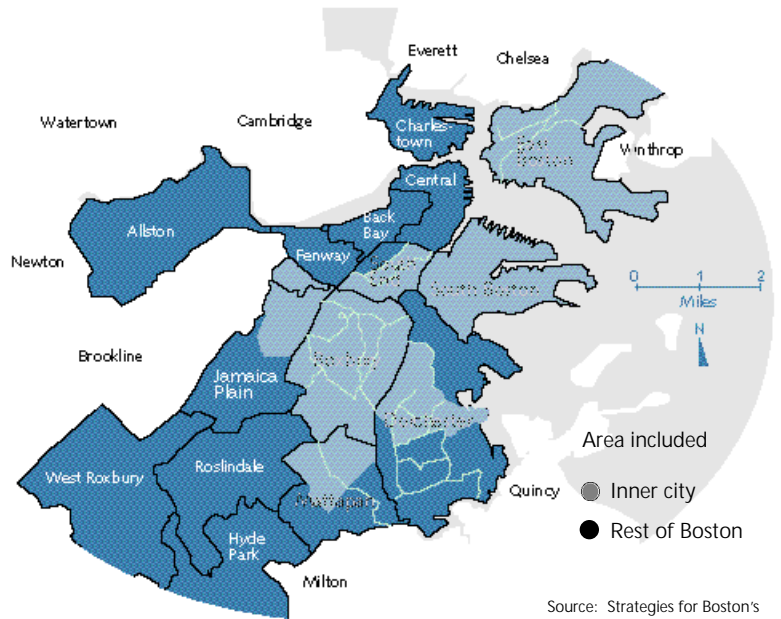 Everett
Chelsea
Watertown
Cambridge
Charles-
town
East
Boston
Winthrop
Central
Back
Bay
Allston
Fenway
South
End
South Boston
Newton
0 1 2
Miles
N
Brookline
Roxbury
Jamaica
Plain
Dorchester
Area included
West Roxbury
Roslindale
Inner city
Quincy
Mattapan
Rest of Boston
Hyde
Park
Milton
Source: Strategies for Boston's